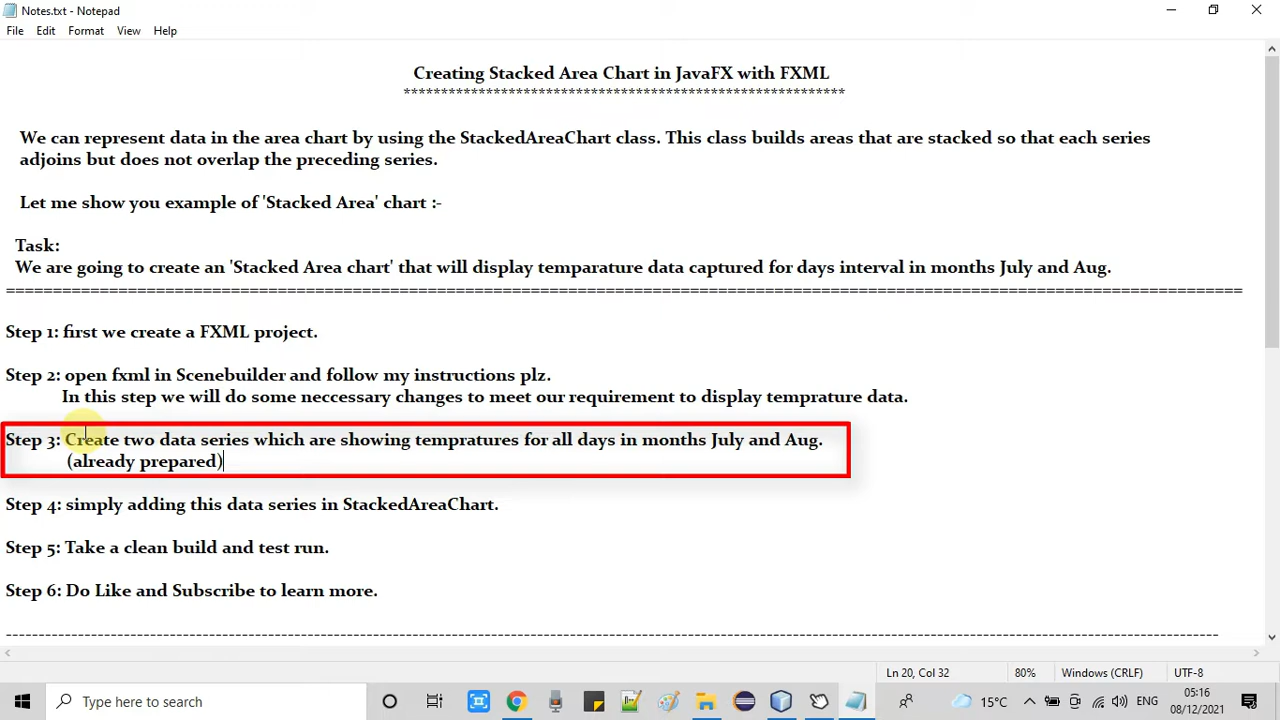 Notes.txt - Notepad
File Edit Format View Help
Creating Stacked Area Chart in JavaFX with FXML
***********************************************************
We can represent data in the area chart by using the StackedAreaChart class. This class builds areas that are stacked so that each series
adjoins but does not overlap the preceding series.
Let me show you example of 'Stacked Area' chart :-
Task:
We are going to create an 'Stacked Area chart' that will display temparature data captured for days interval in months July and Aug.
====================================================================================================================================
Step 1: first we create a FXML project.
Step 2: open fxml in Scenebuilder and follow my instructions plz.
In this step we will do some neccessary changes to meet our requirement to display temprature data.
Step 3: Create two data series which are showing tempratures for all days in months July and Aug.
(already prepared)
Step 4: simply adding this data series in StackedAreaChart.
Step 5: Take a clean build and test run.
Step 6: Do Like and Subscribe to learn more.
------------------------------------------------------------------------------------------------------------------------------------------------------
Ln 20, Col 32 80% Windows (CRLF) UTF-8
Type here to search 15°C ENG 05:16
08/12/2021